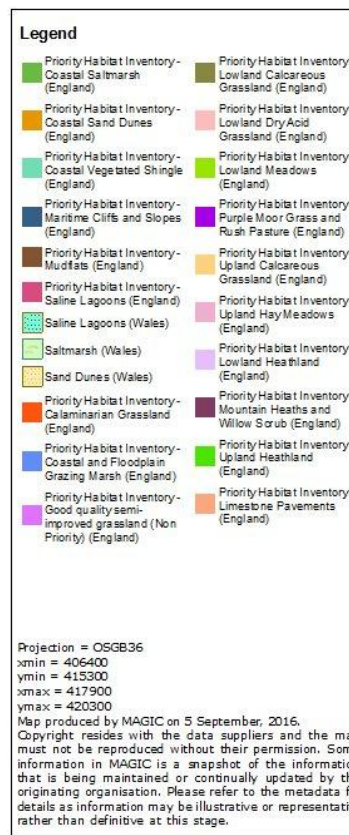 Legend
Priority Habitat Inventory -
Coastal Saltmarsh
(England)
Priority Habitat Inventory -
Coastal Sand Dunes
(England)
Priority Habitat Inventory -
Coastal Vegetated Shingle
(England)
Priority Habitat Inventory -
Maritime Cliffs and Slopes
(England)
Priority Habitat Inventory -
Mudflats (England)
Priority Habitat Inventory -
Saline Lagoons (England)
Saline Lagoons (Wales)
Saltmarsh (Wales)
Sand Dunes (Wales)
Priority Habitat Inventory -
Calaminarian Grassland
(England)
Priority Habitat Inventory -
Coastal and Floodplain
Grazing Marsh (England)
Priority Habitat Inventory -
Good quality semi-
improved grassland (Non
Priority) (England)
Priority Habitat Inventory
Lowland Calcareous
Grassland (England)
Priority Habitat Inventory
Lowland Dry Acid
Grassland (England)
Priority Habitat Inventory
Lowland Meadows
(England)
Priority Habitat Inventory
Purple Moor Grass and
Rush Pasture (England)
Priority Habitat Inventory
Upland Calcareous
Grassland (England)
Priority Habitat Inventory
Upland Hay Meadows
(England)
Priority Habitat Inventory
Lowland Heathland
(England)
Priority Habitat Inventory
Mountain Heaths and
Willow Scrub (England)
Priority Habitat Inventory
Upland Heathland
(England)
Priority Habitat Inventory
Limestone Pavements
(England)
Projection = OSGB36
xmin = 406400
ymin = 415300
xmax = 417900
ymax = 420300
Map produced by MAGIC on 5 September, 2016.
Copyright resides with the data suppliers and the ma
must not be reproduced without their permission. Som
information in MAGIC is a snapshot of the informatio
that is being maintained or continually updated by th
originating organisation. Please refer to the metadata f
details as information may be illustrative or representati
rather than definitive at this stage.